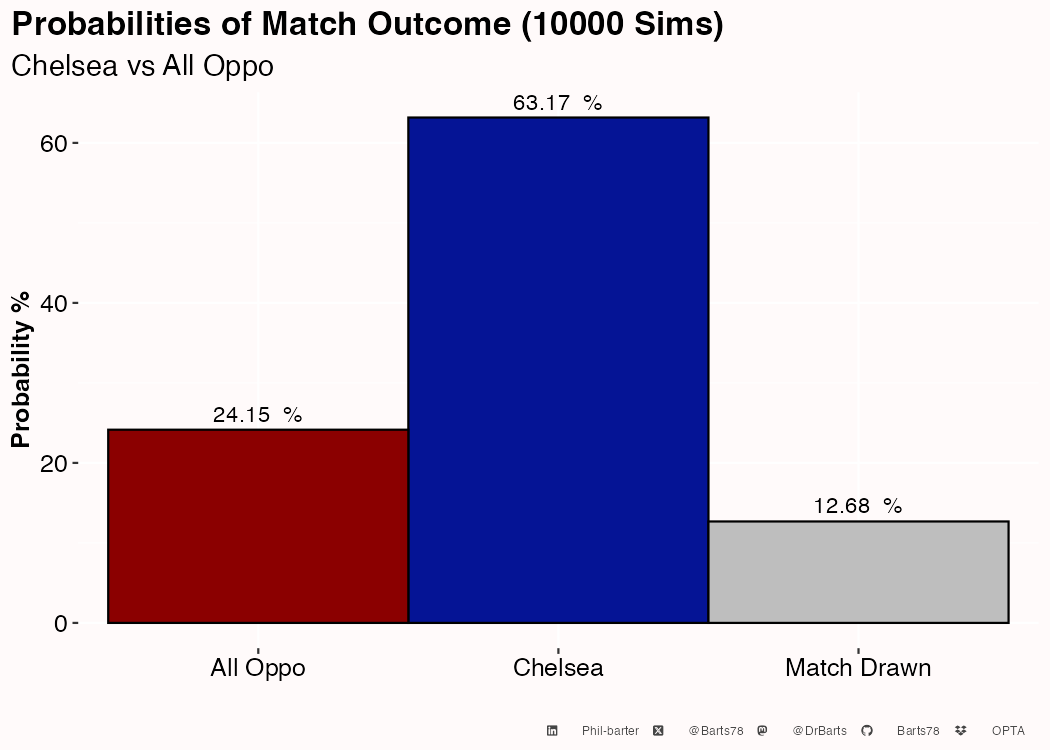 Probabilities of Match Outcome (10000 Sims)
Chelsea vs All Oppo
63.17 %
60
40
Probability %
24.15 %
20
12.68 %
0
All Oppo Chelsea Match Drawn
Phil-barter @Barts78 @DrBarts Barts78 OPTA